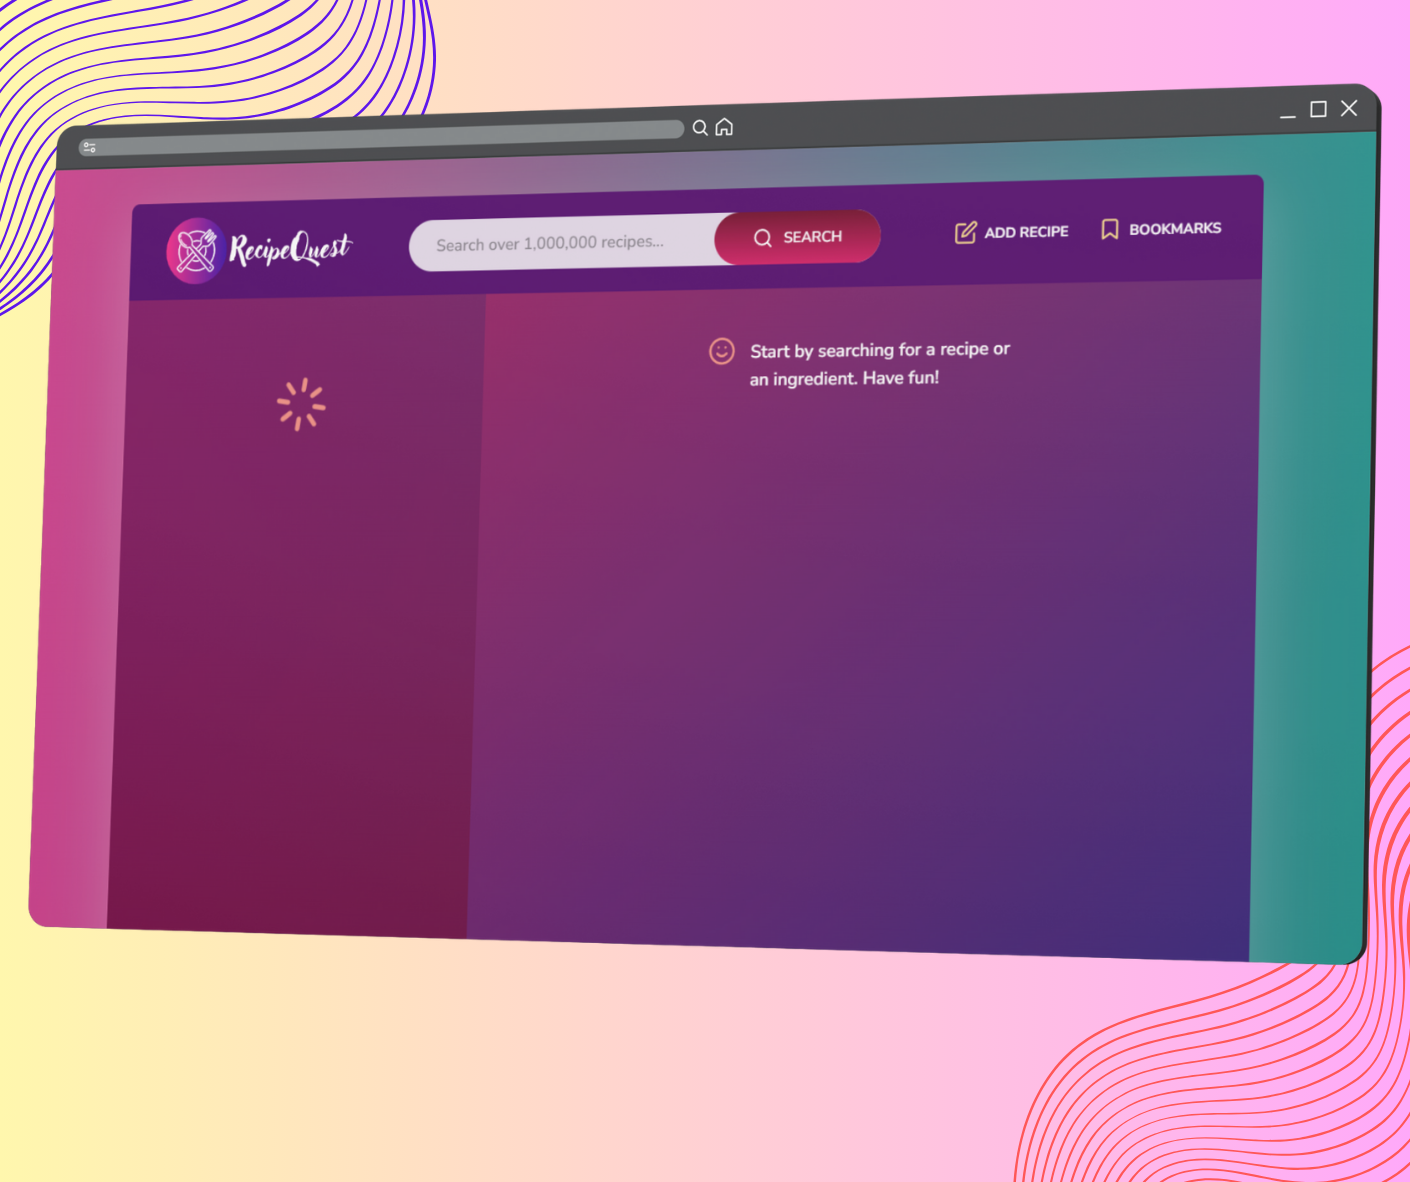 RecipeQuest
Search over 1,000,000 recipes...
SEARCH
ADD RECIPE
BOOKMARKS
Start by searching for a recipe or
an ingredient. Have fun!